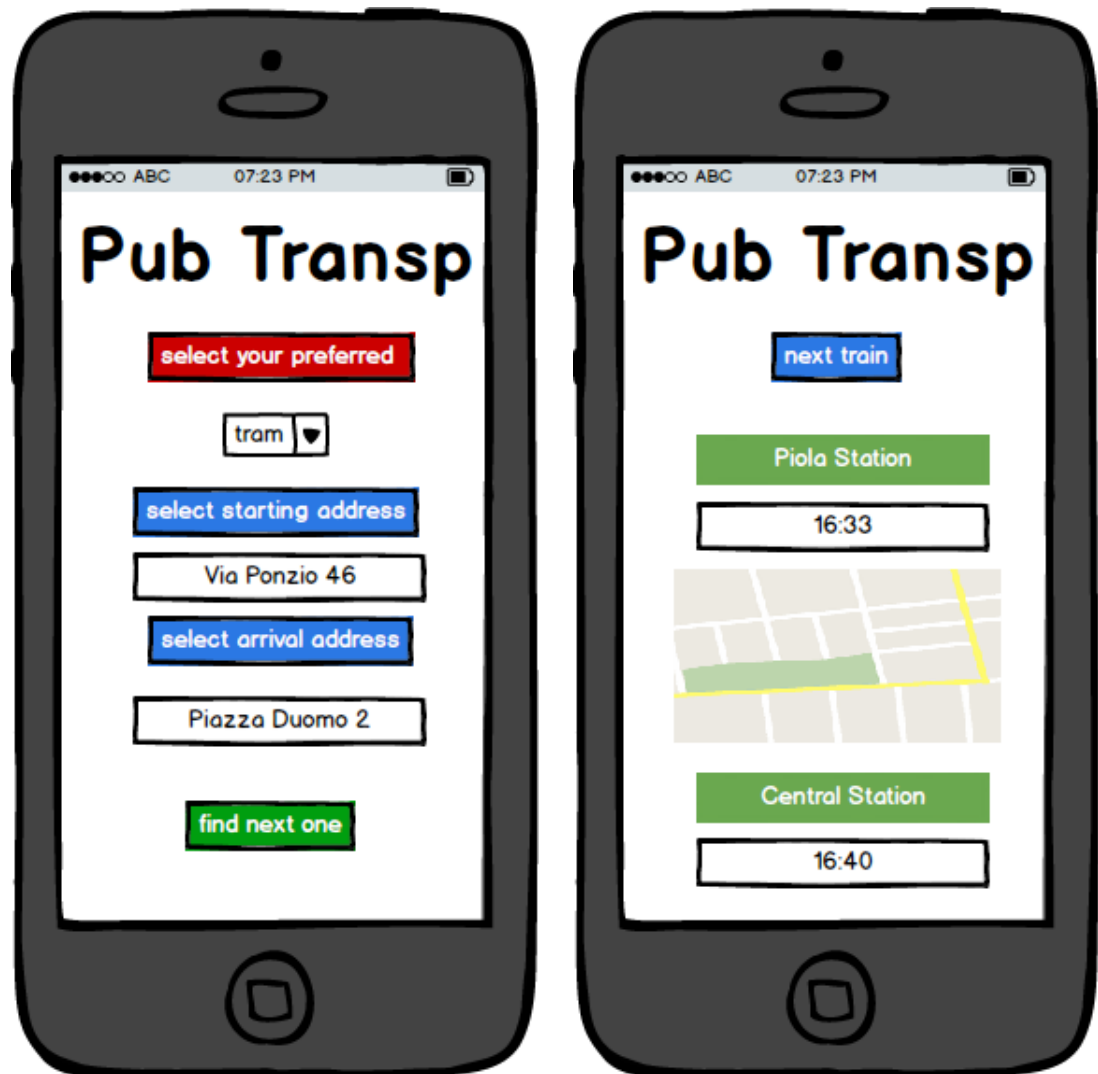 ABC 07:23 PM
Pub Transp
select your preferred
tram
select starting address
Via Ponzio 46
select arrival address
Piazza Duomo 2
find next one
ABC 07:23 PM
Pub Transp
next train
Piola Station
16:33
Central Station
16:40